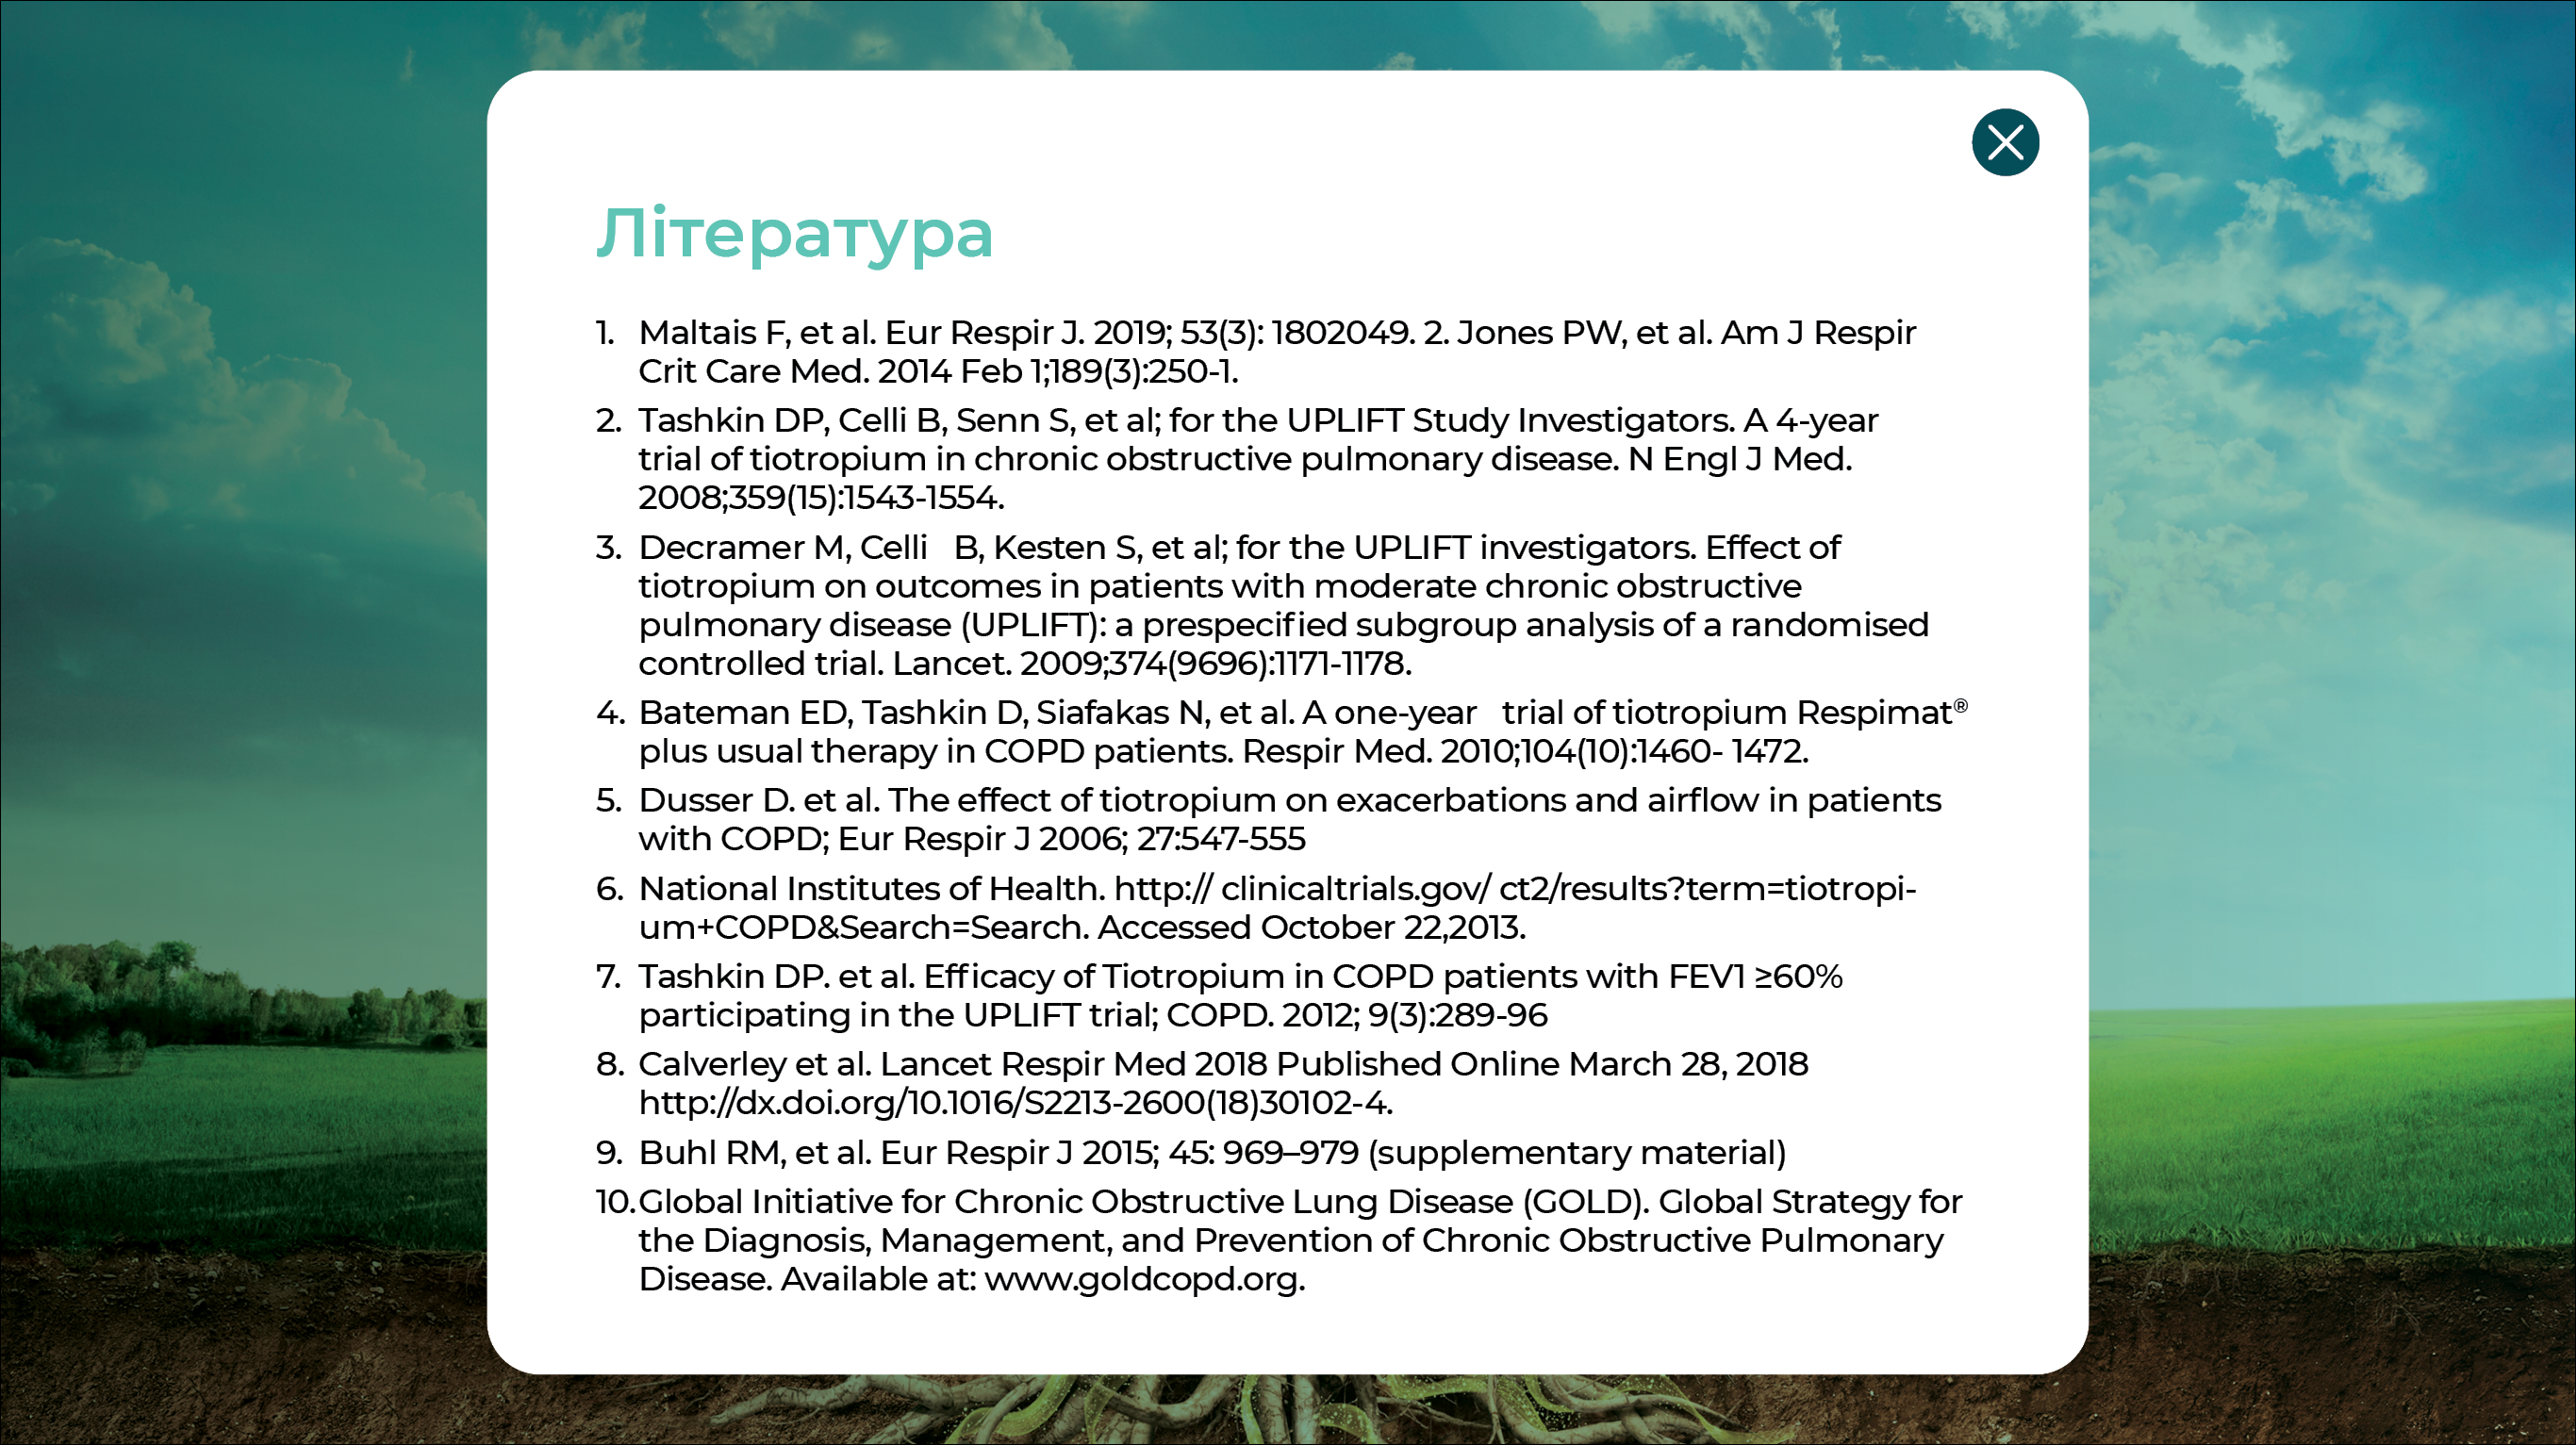 Література
1. Maltais F, et al. Eur Respir J. 2019; 53(3): 1802049. 2. Jones PW, et al. Am J Respir
Crit Care Med. 2014 Feb 1;189(3):250-1.
2. Tashkin DP, Celli B, Senn S, et al; for the UPLIFT Study Investigators. A 4-year
trial of tiotropium in chronic obstructive pulmonary disease. N Engl J Med.
2008;359(15):1543-1554.
3. Decramer M, Celli B, Kesten S, et al; for the UPLIFT investigators. Effect of
tiotropium on outcomes in patients with moderate chronic obstructive
pulmonary disease (UPLIFT): a prespecified subgroup analysis of a randomised
controlled trial. Lancet. 2009;374(9696):1171-1178.
4. Bateman ED, Tashkin D, Siafakas N, et al. A one-year trial of tiotropium Respimat®
plus usual therapy in COPD patients. Respir Med. 2010;104(10):1460- 1472.
5. Dusser D. et al. The effect of tiotropium on exacerbations and airflow in patients
with COPD; Eur Respir J 2006; 27:547-555
6. National Institutes of Health. http:// clinicaltrials.gov/ ct2/results?term=tiotropi-
um+COPD&Search=Search. Accessed October 22,2013.
7. Tashkin DP. et al. Efficacy of Tiotropium in COPD patients with FEV1 ≥60%
participating in the UPLIFT trial; COPD. 2012; 9(3):289-96
8. Calverley et al. Lancet Respir Med 2018 Published Online March 28, 2018
http://dx.doi.org/10.1016/S2213-2600(18)30102-4.
9. Buhl RM, et al. Eur Respir J 2015; 45: 969–979 (supplementary material)
10. Global Initiative for Chronic Obstructive Lung Disease (GOLD). Global Strategy for
the Diagnosis, Management, and Prevention of Chronic Obstructive Pulmonary
Disease. Available at: www.goldcopd.org.